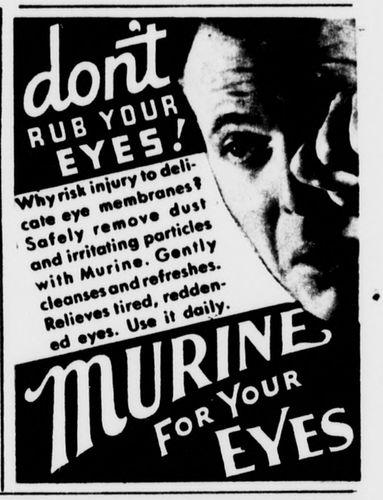 don't
RUB YOUR
EYES!
Why risk injury to deli-
cate eye membranes?
Safely remove dust
and irritating particles
with Murine. Gently
cleanses and refreshes.
Relieves tired, redden-
ed eyes. Use it daily.
MURINE
FOR YOUR
EYES